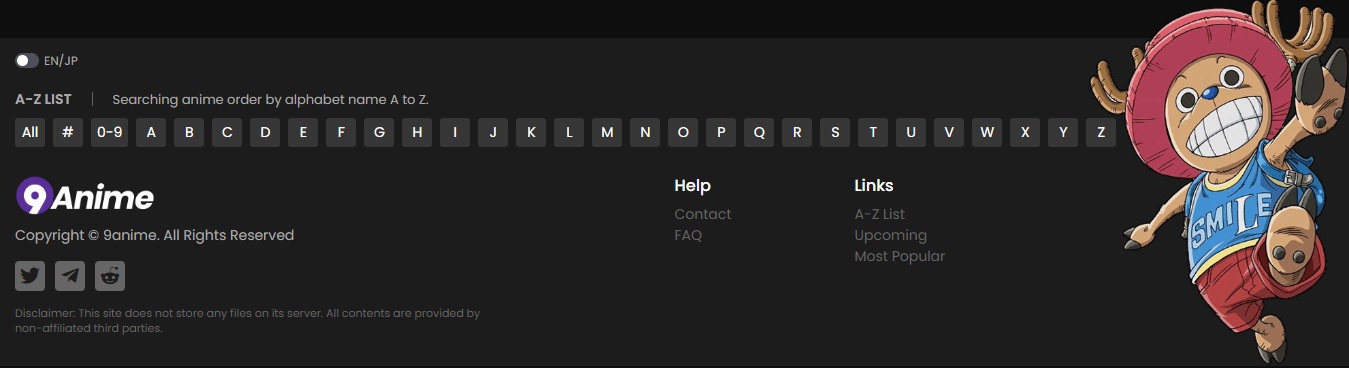 EN/JP
A-Z LIST Searching anime order by alphabet name A to Z.
All # 0-9 A B C D E F G H I J K L M N O P Q R S T U V W X Y Z
9Anime
Copyright © 9anime. All Rights Reserved
Disclaimer: This site does not store any files on its server. All contents are provided by
non-affiliated third parties.
Help
Contact
FAQ
Links
A-Z List
Upcoming
Most Popular
SMILE